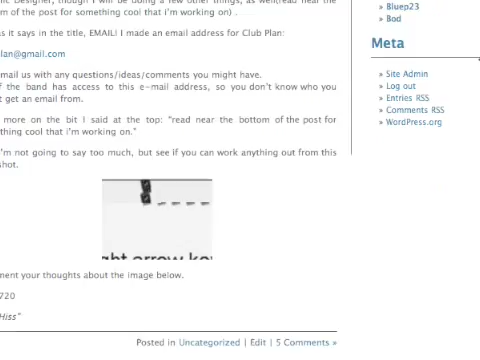 ic Designer, though I will be doing a few other things, as well(read near the
m of the post for something cool that i'm working on) .
s it says in the title, EMAIL! I made an email address for Club Plan:
lan@gmail.com
mail us with any questions/ideas/comments you might have.
f the band has access to this e-mail address, so you don't know who you
t get an email from.
more on the bit I said at the top: "read near the bottom of the post for
thing cool that i'm working on."
'm not going to say too much, but see if you can work anything out from this
shot.
ght arrow ke
ment your thoughts about the image below.
720
Hiss"
Posted in Uncategorized | Edit | 5 Comments »
» Bluep23
» Bod
Meta
» Site Admin
» Log out
» Entries RSS
» Comments RSS
» WordPress.org